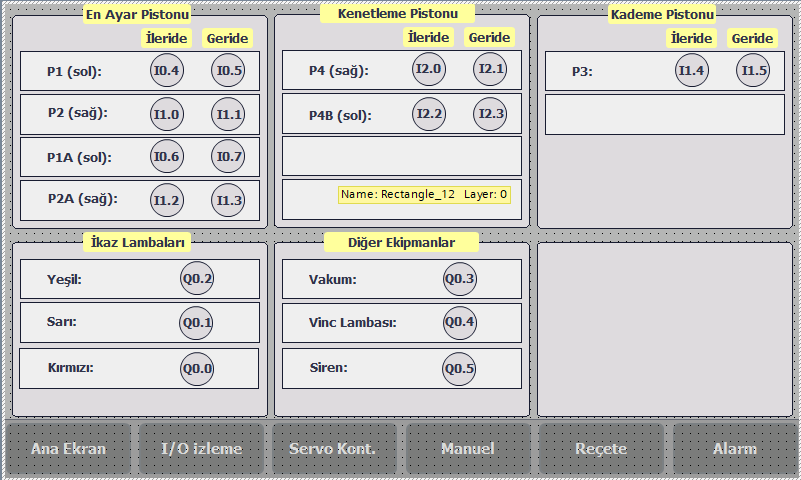 En Ayar Pistonu
İleride Geride
P1 (sol): I0.4 I0.5
P2 (sağ): I1.0 I1.1
P1A (sol): I0.6 I0.7
P2A (sağ): I1.2 I1.3
Kenetleme Pistonu
İleride Geride
P4 (sağ): I2.0 I2.1
P4B (sol): I2.2 I2.3
Name: Rectangle_12 Layer: 0
Kademe Pistonu
İleride Geride
P3: I1.4 I1.5
İkaz Lambaları
Yeşil: Q0.2
Sarı: Q0.1
Kırmızı: Q0.0
Diğer Ekipmanlar
Vakum: Q0.3
Vinc Lambası: Q0.4
Siren: Q0.5
Ana Ekran I/O izleme Servo Kont. Manuel Reçete Alarm